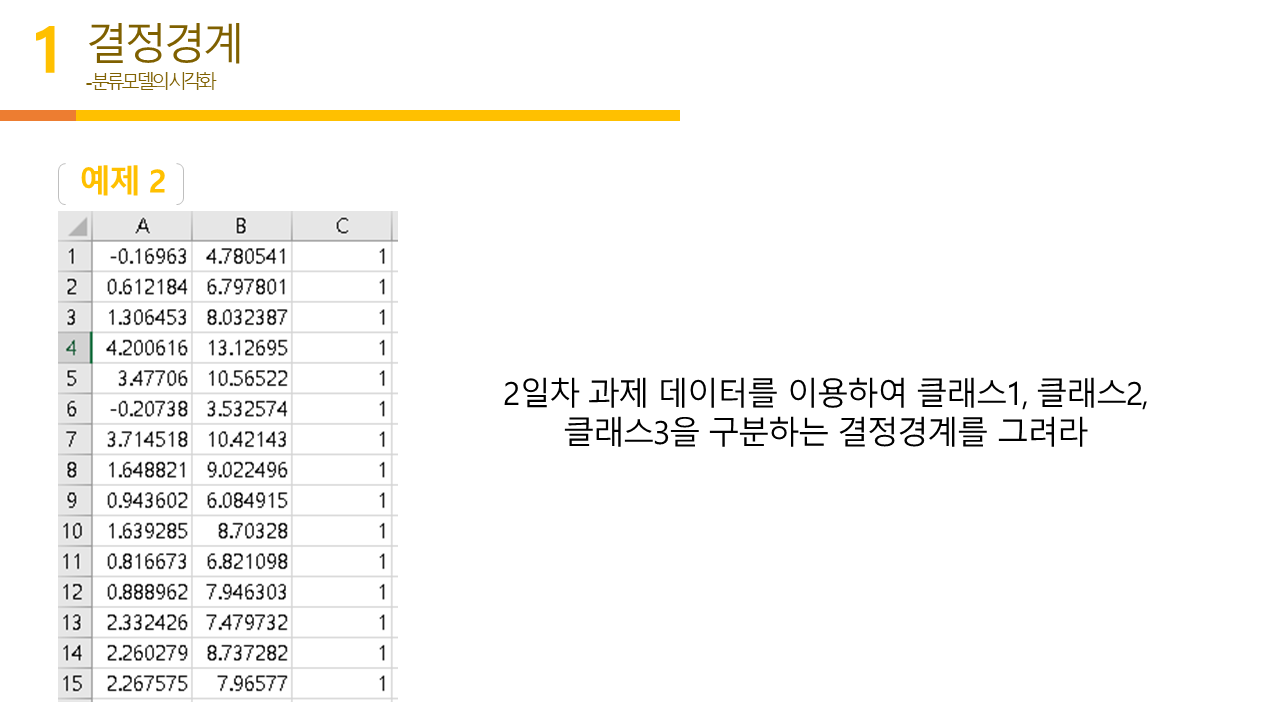 1 결정경계
-분류모델의시각화
예제 2
A B C
1 -0.16963 4.780541 1
2 0.612184 6.797801 1
3 1.306453 8.032387 1
4 4.200616 13.12695 1
5 3.47706 10.56522 1
6 -0.20738 3.532574 1
7 3.714518 10.42143 1
8 1.648821 9.022496 1
9 0.943602 6.084915 1
10 1.639285 8.70328 1
11 0.816673 6.821098 1
12 0.888962 7.946303 1
13 2.332426 7.479732 1
14 2.260279 8.737282 1
15 2.267575 7.96577 1
2일차 과제 데이터를 이용하여 클래스1, 클래스2,
클래스3을 구분하는 결정경계를 그려라